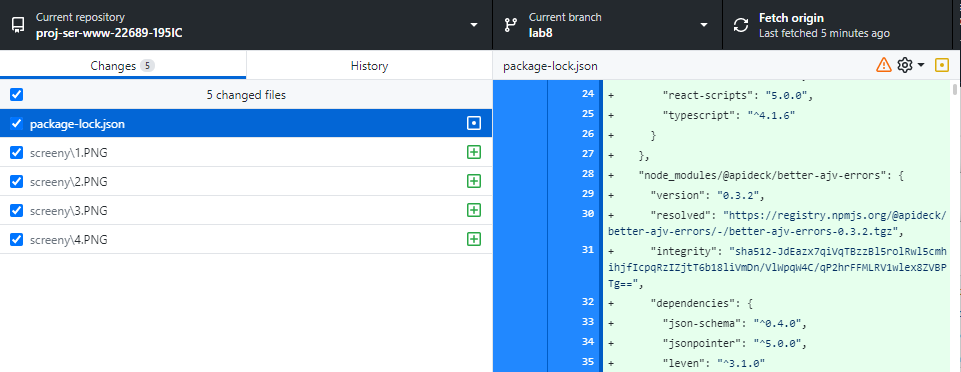 Current repository
proj-ser-www-22689-195IC
Current branch
lab8
Fetch origin
Last fetched 5 minutes ago
Changes 5
History
5 changed files
package-lock.json
screeny\1.PNG
screeny\2.PNG
screeny\3.PNG
screeny\4.PNG
package-lock.json
24 + "react-scripts": "5.0.0",
25 + "typescript": "^4.1.6"
26 + }
27 + },
28 + "node_modules/@apideck/better-ajv-errors": {
29 + "version": "0.3.2",
30 + "resolved": "https://registry.npmjs.org/@apideck/
better-ajv-errors/-/better-ajv-errors-0.3.2.tgz",
31 + "integrity": "sha512-JdEazx7qiVqTBzzBl5rolRwl5cmh
ihjfIcpqRzIZjtT6b18liVmDn/VlWpqW4C/qP2hrFFMLRV1wlex8ZVBP
Tg==",
32 + "dependencies": {
33 + "json-schema": "^0.4.0",
34 + "jsonpointer": "^5.0.0",
35 + "leven": "^3.1.0"